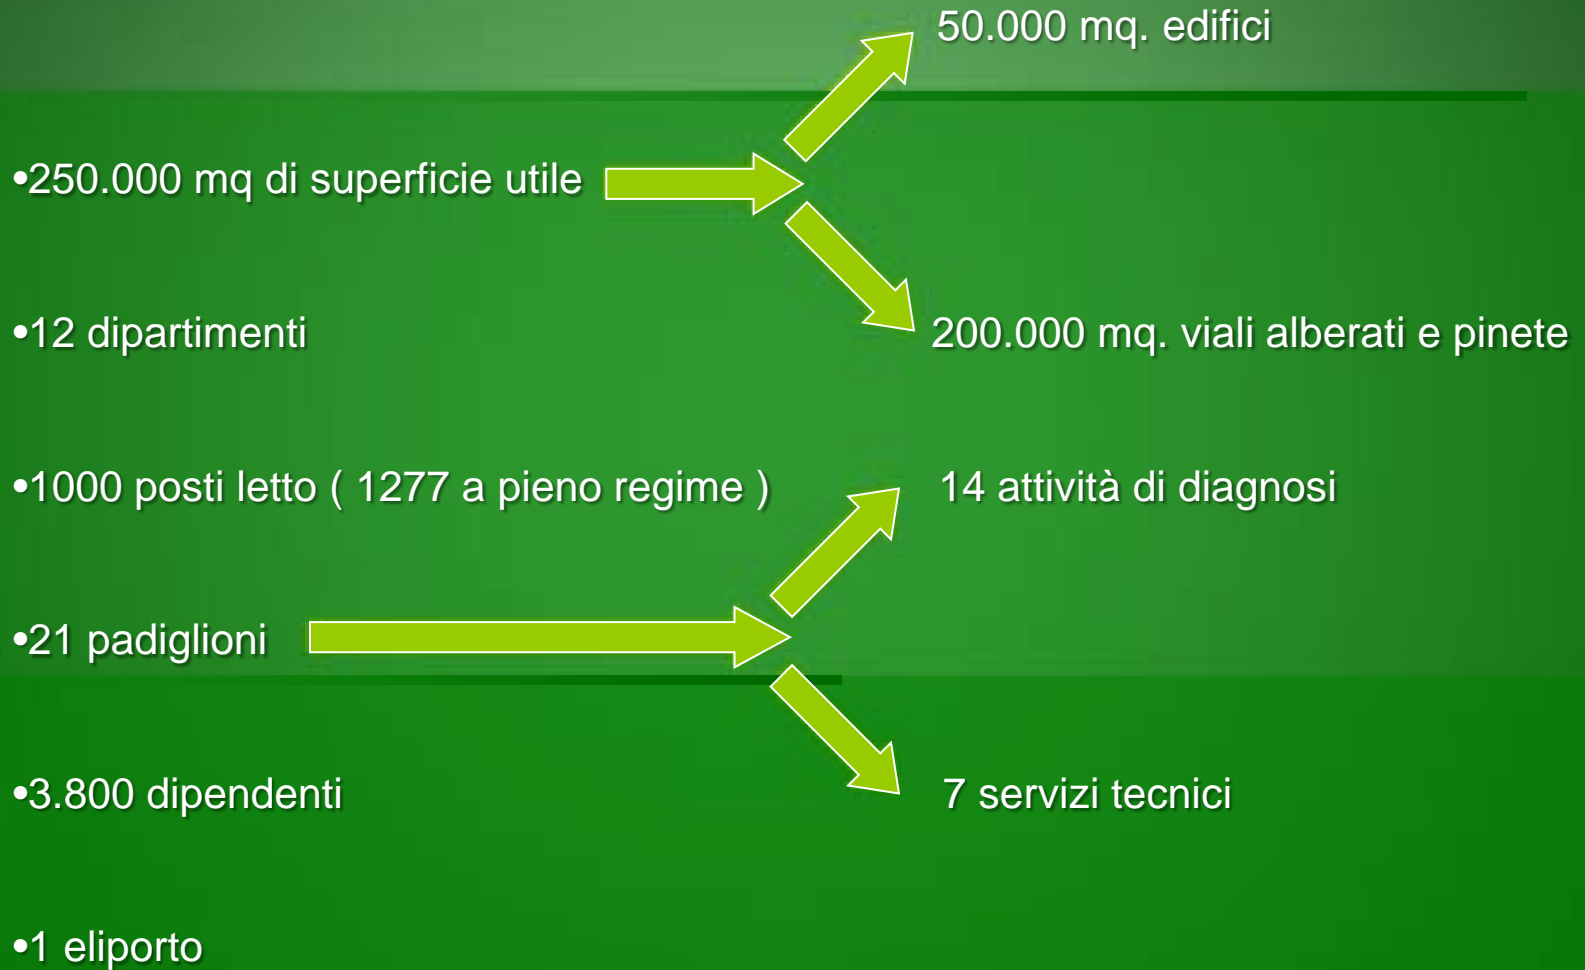 50.000 mq. edifici
•250.000 mq di superficie utile
•12 dipartimenti
200.000 mq. viali alberati e pinete
•1000 posti letto ( 1277 a pieno regime )
14 attività di diagnosi
•21 padiglioni
•3.800 dipendenti
7 servizi tecnici
•1 eliporto